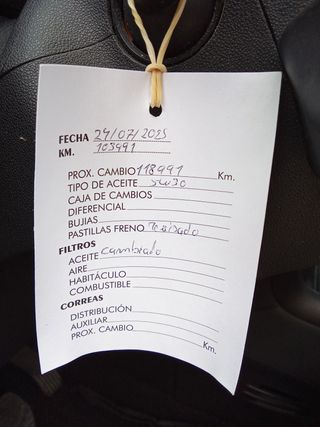 FECHA 24/07/2025
KM. 103991
PROX. CAMBIO 118991 Km.
TIPO DE ACEITE 5W30
CAJA DE CAMBIOS
DIFERENCIAL
BUJIAS
PASTILLAS FRENO Revisado
FILTROS
ACEITE cambiado
AIRE
HABITÁCULO
COMBUSTIBLE
CORREAS
DISTRIBUCIÓN
AUXILIAR
PROX. CAMBIO Km.